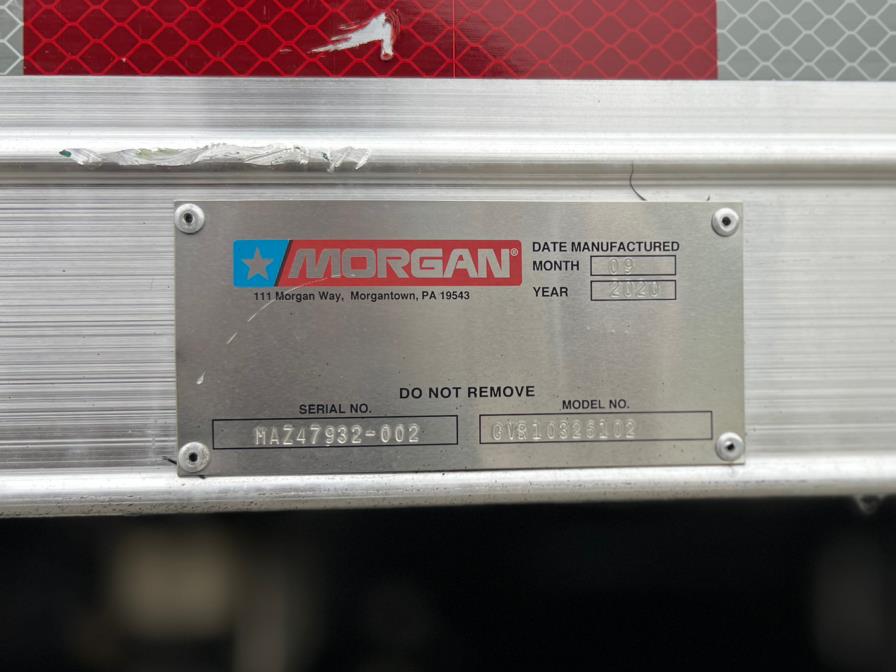 MORGAN®
111 Morgan Way, Morgantown, PA 19543
DATE MANUFACTURED
MONTH 09
YEAR 2020
DO NOT REMOVE
SERIAL NO.
MAZ47932-002
MODEL NO.
GVR10326102